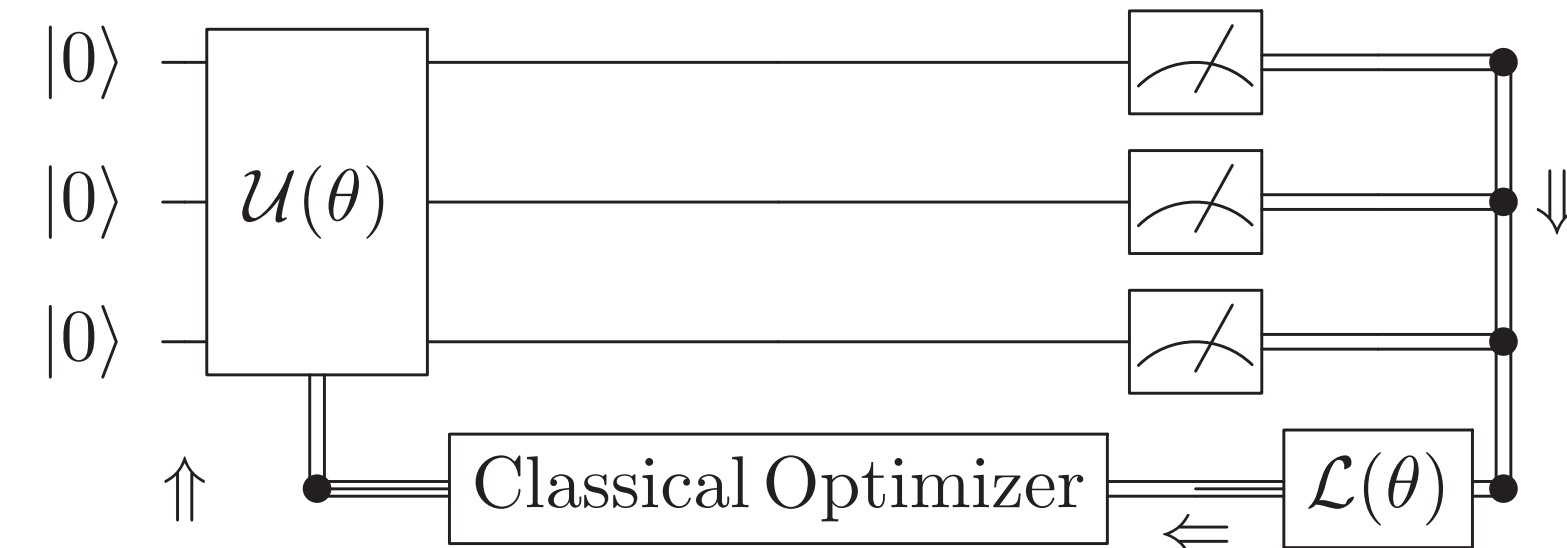 |0⟩
|0⟩
𝒰(θ)
|0⟩
⇓
⇑
Classical Optimizer
ℒ(θ)
⇐